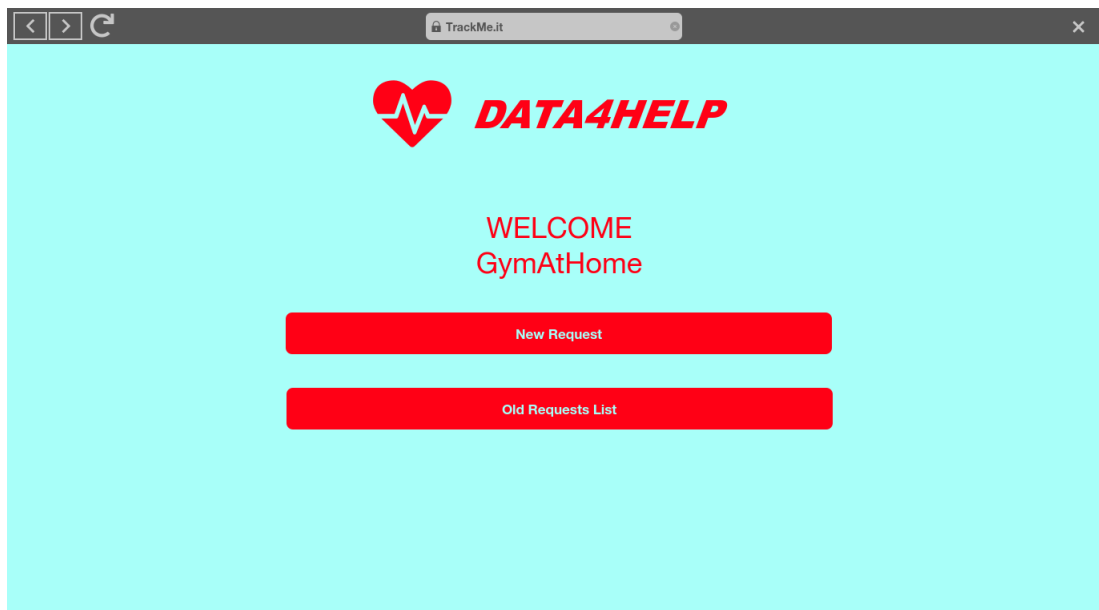 TrackMe.it
DATA4HELP
WELCOME
GymAtHome
New Request
Old Requests List